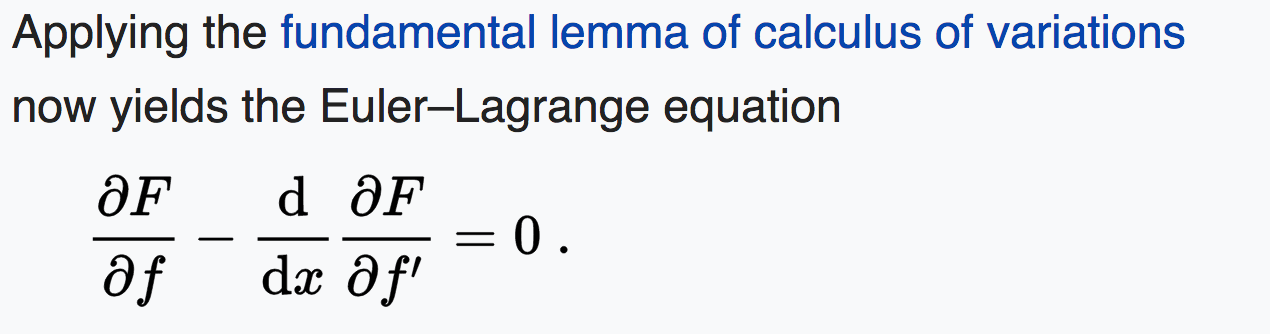 Applying the fundamental lemma of calculus of variations
now yields the Euler–Lagrange equation
∂F/∂f − d/dx ∂F/∂f′ = 0 .